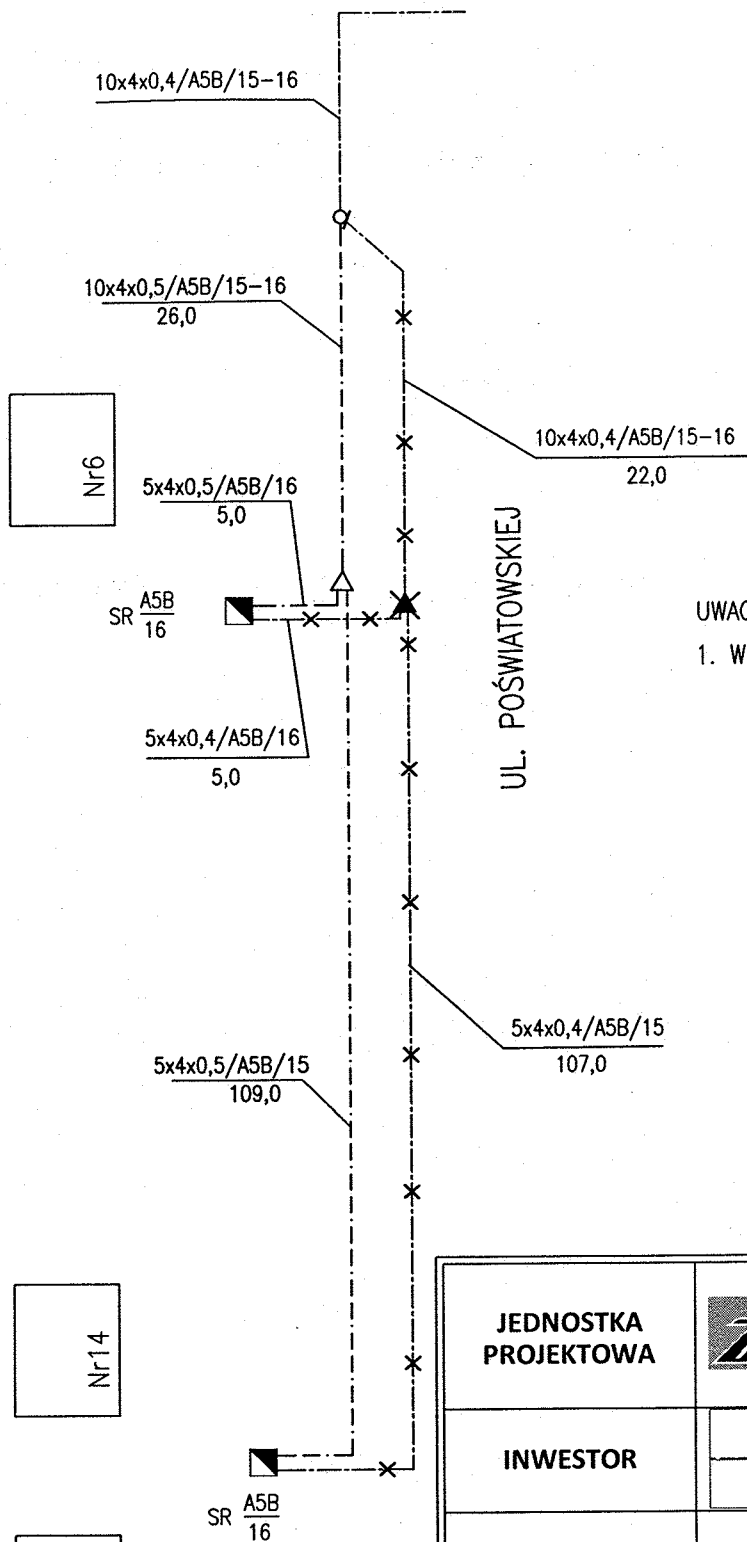 10x4x0,4/A5B/15-16
10x4x0,5/A5B/15-16
26,0
10x4x0,4/A5B/15-16
22,0
Nr6
5x4x0,5/A5B/16
5,0
SR A5B
16
UL. POŚWIATOWSKIEJ
UWAG
1. W
5x4x0,4/A5B/16
5,0
5x4x0,4/A5B/15
107,0
5x4x0,5/A5B/15
109,0
Nr14
JEDNOSTKA
PROJEKTOWA
INWESTOR
SR A5B
16